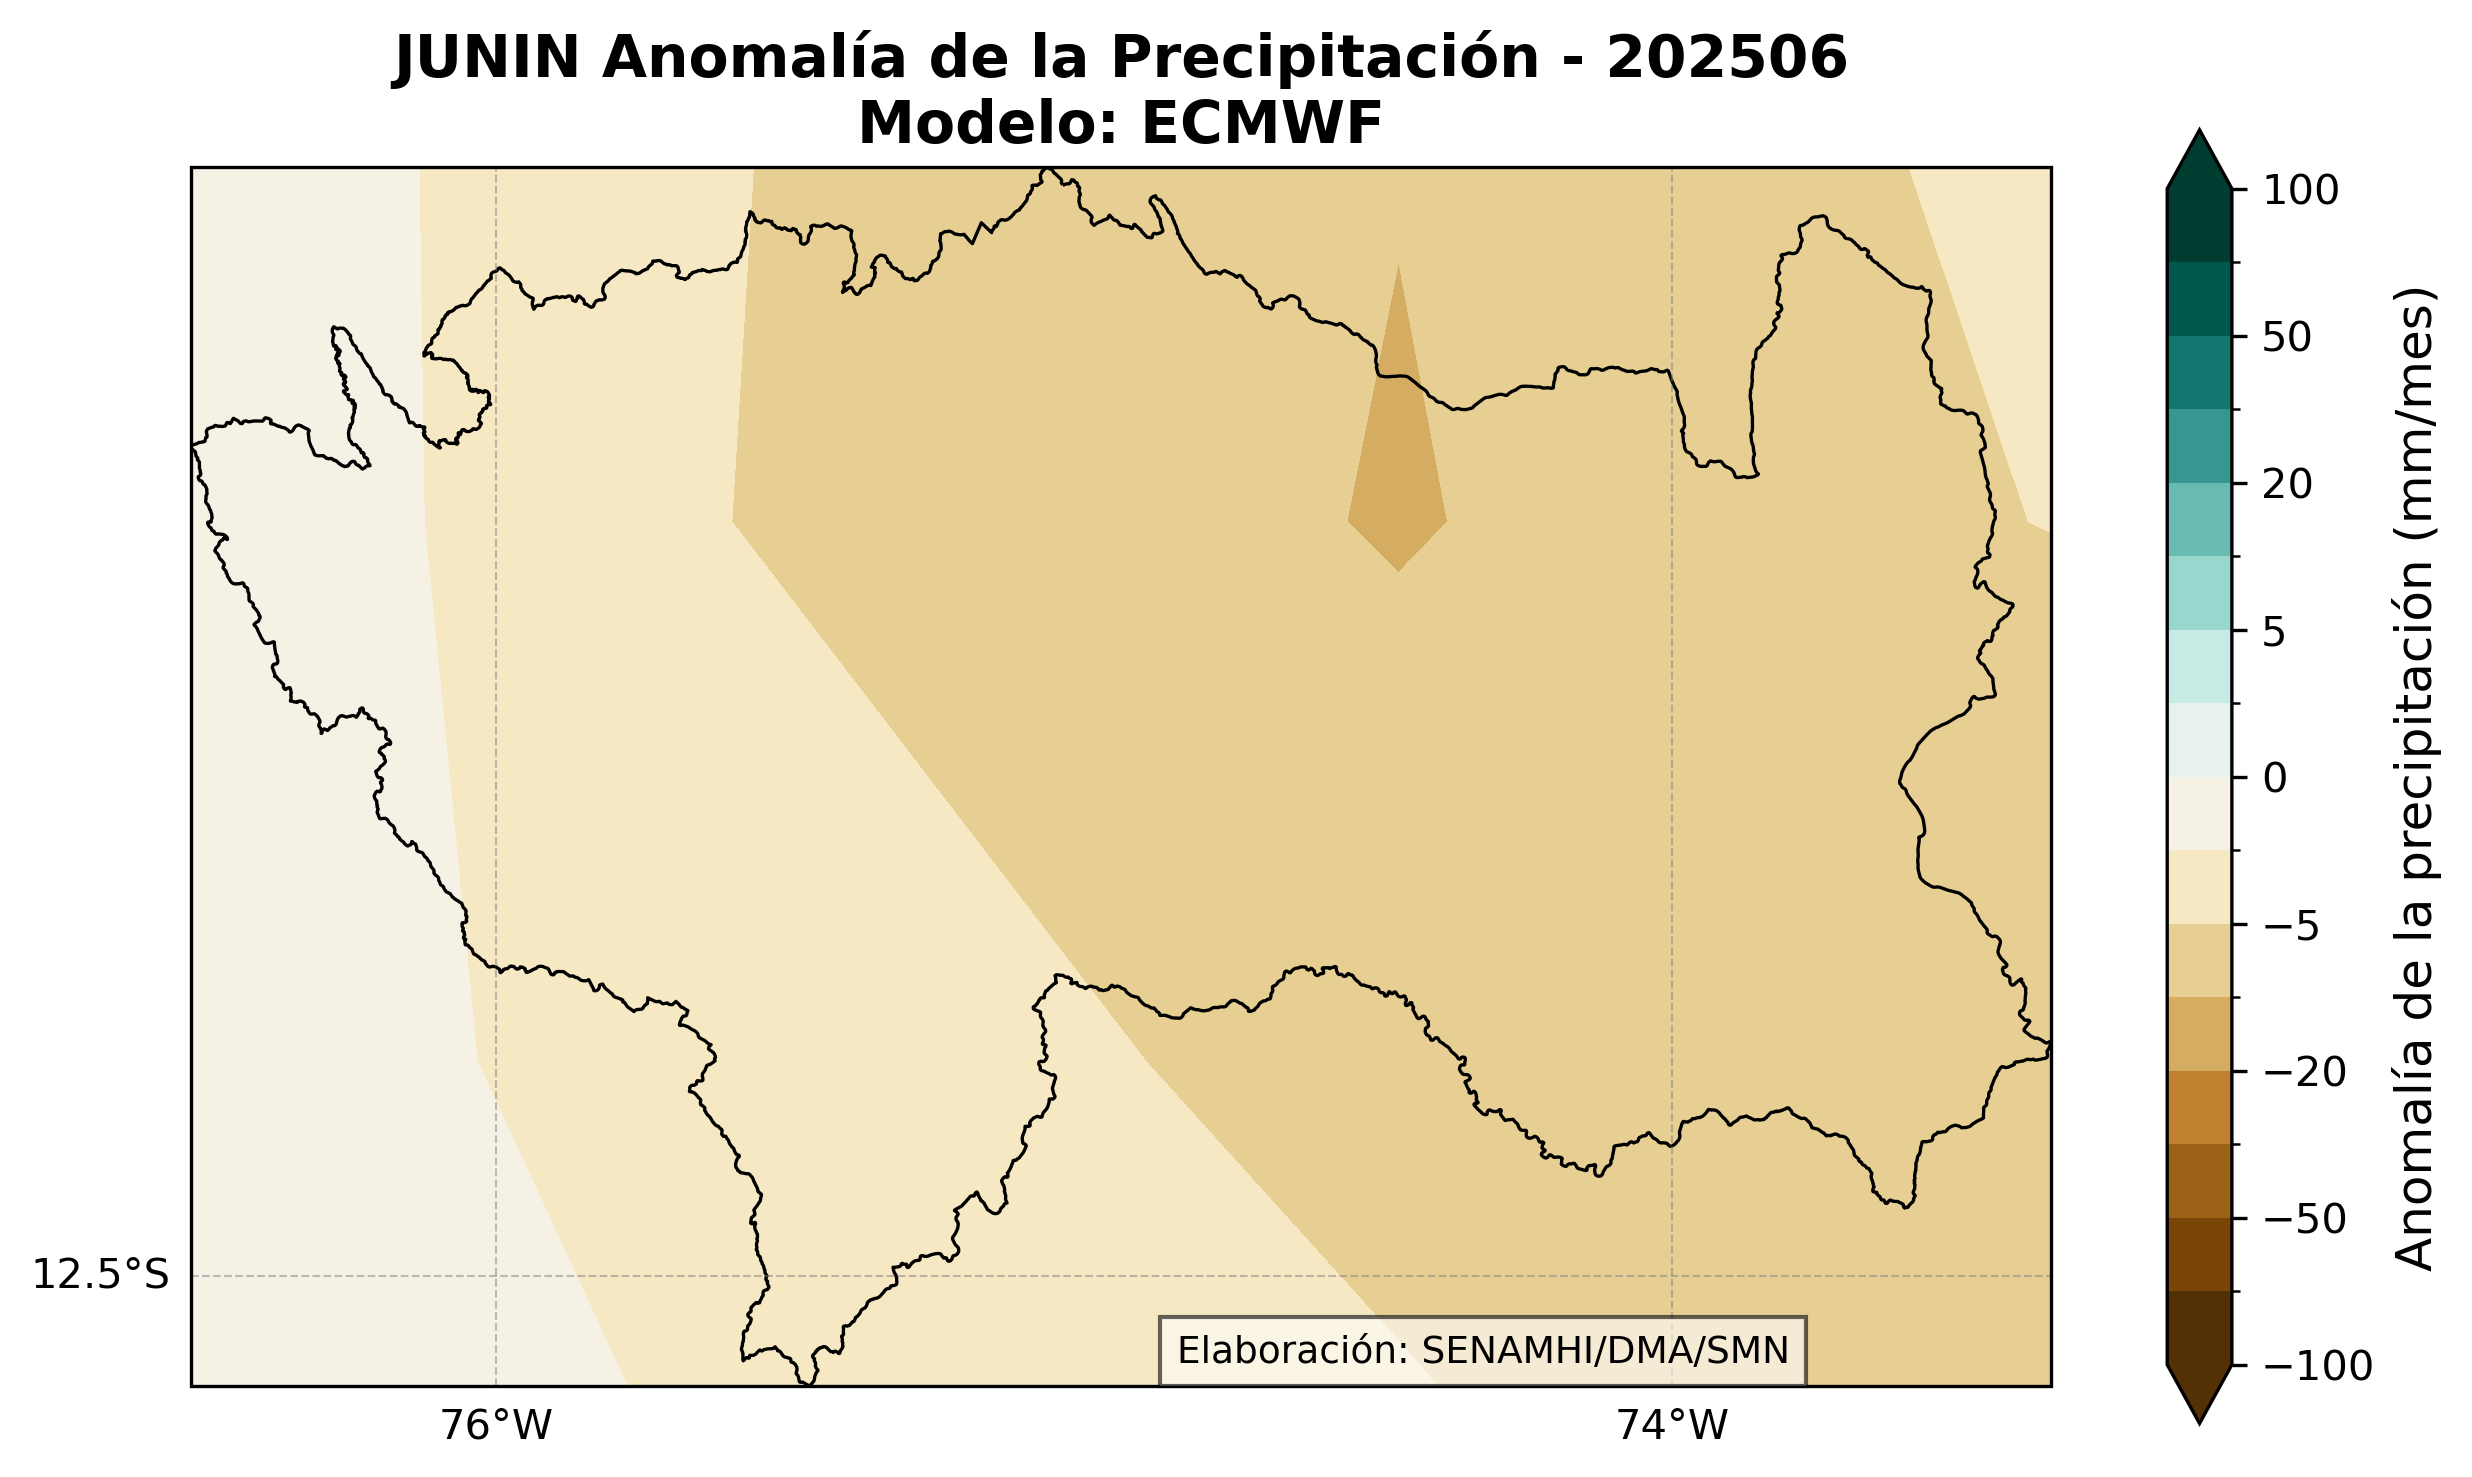 JUNIN Anomalía de la Precipitación - 202506
Modelo: ECMWF
100
50
20
5
0
−5
−20
−50
−100
Anomalía de la precipitación (mm/mes)
12.5°S
Elaboración: SENAMHI/DMA/SMN
76°W
74°W